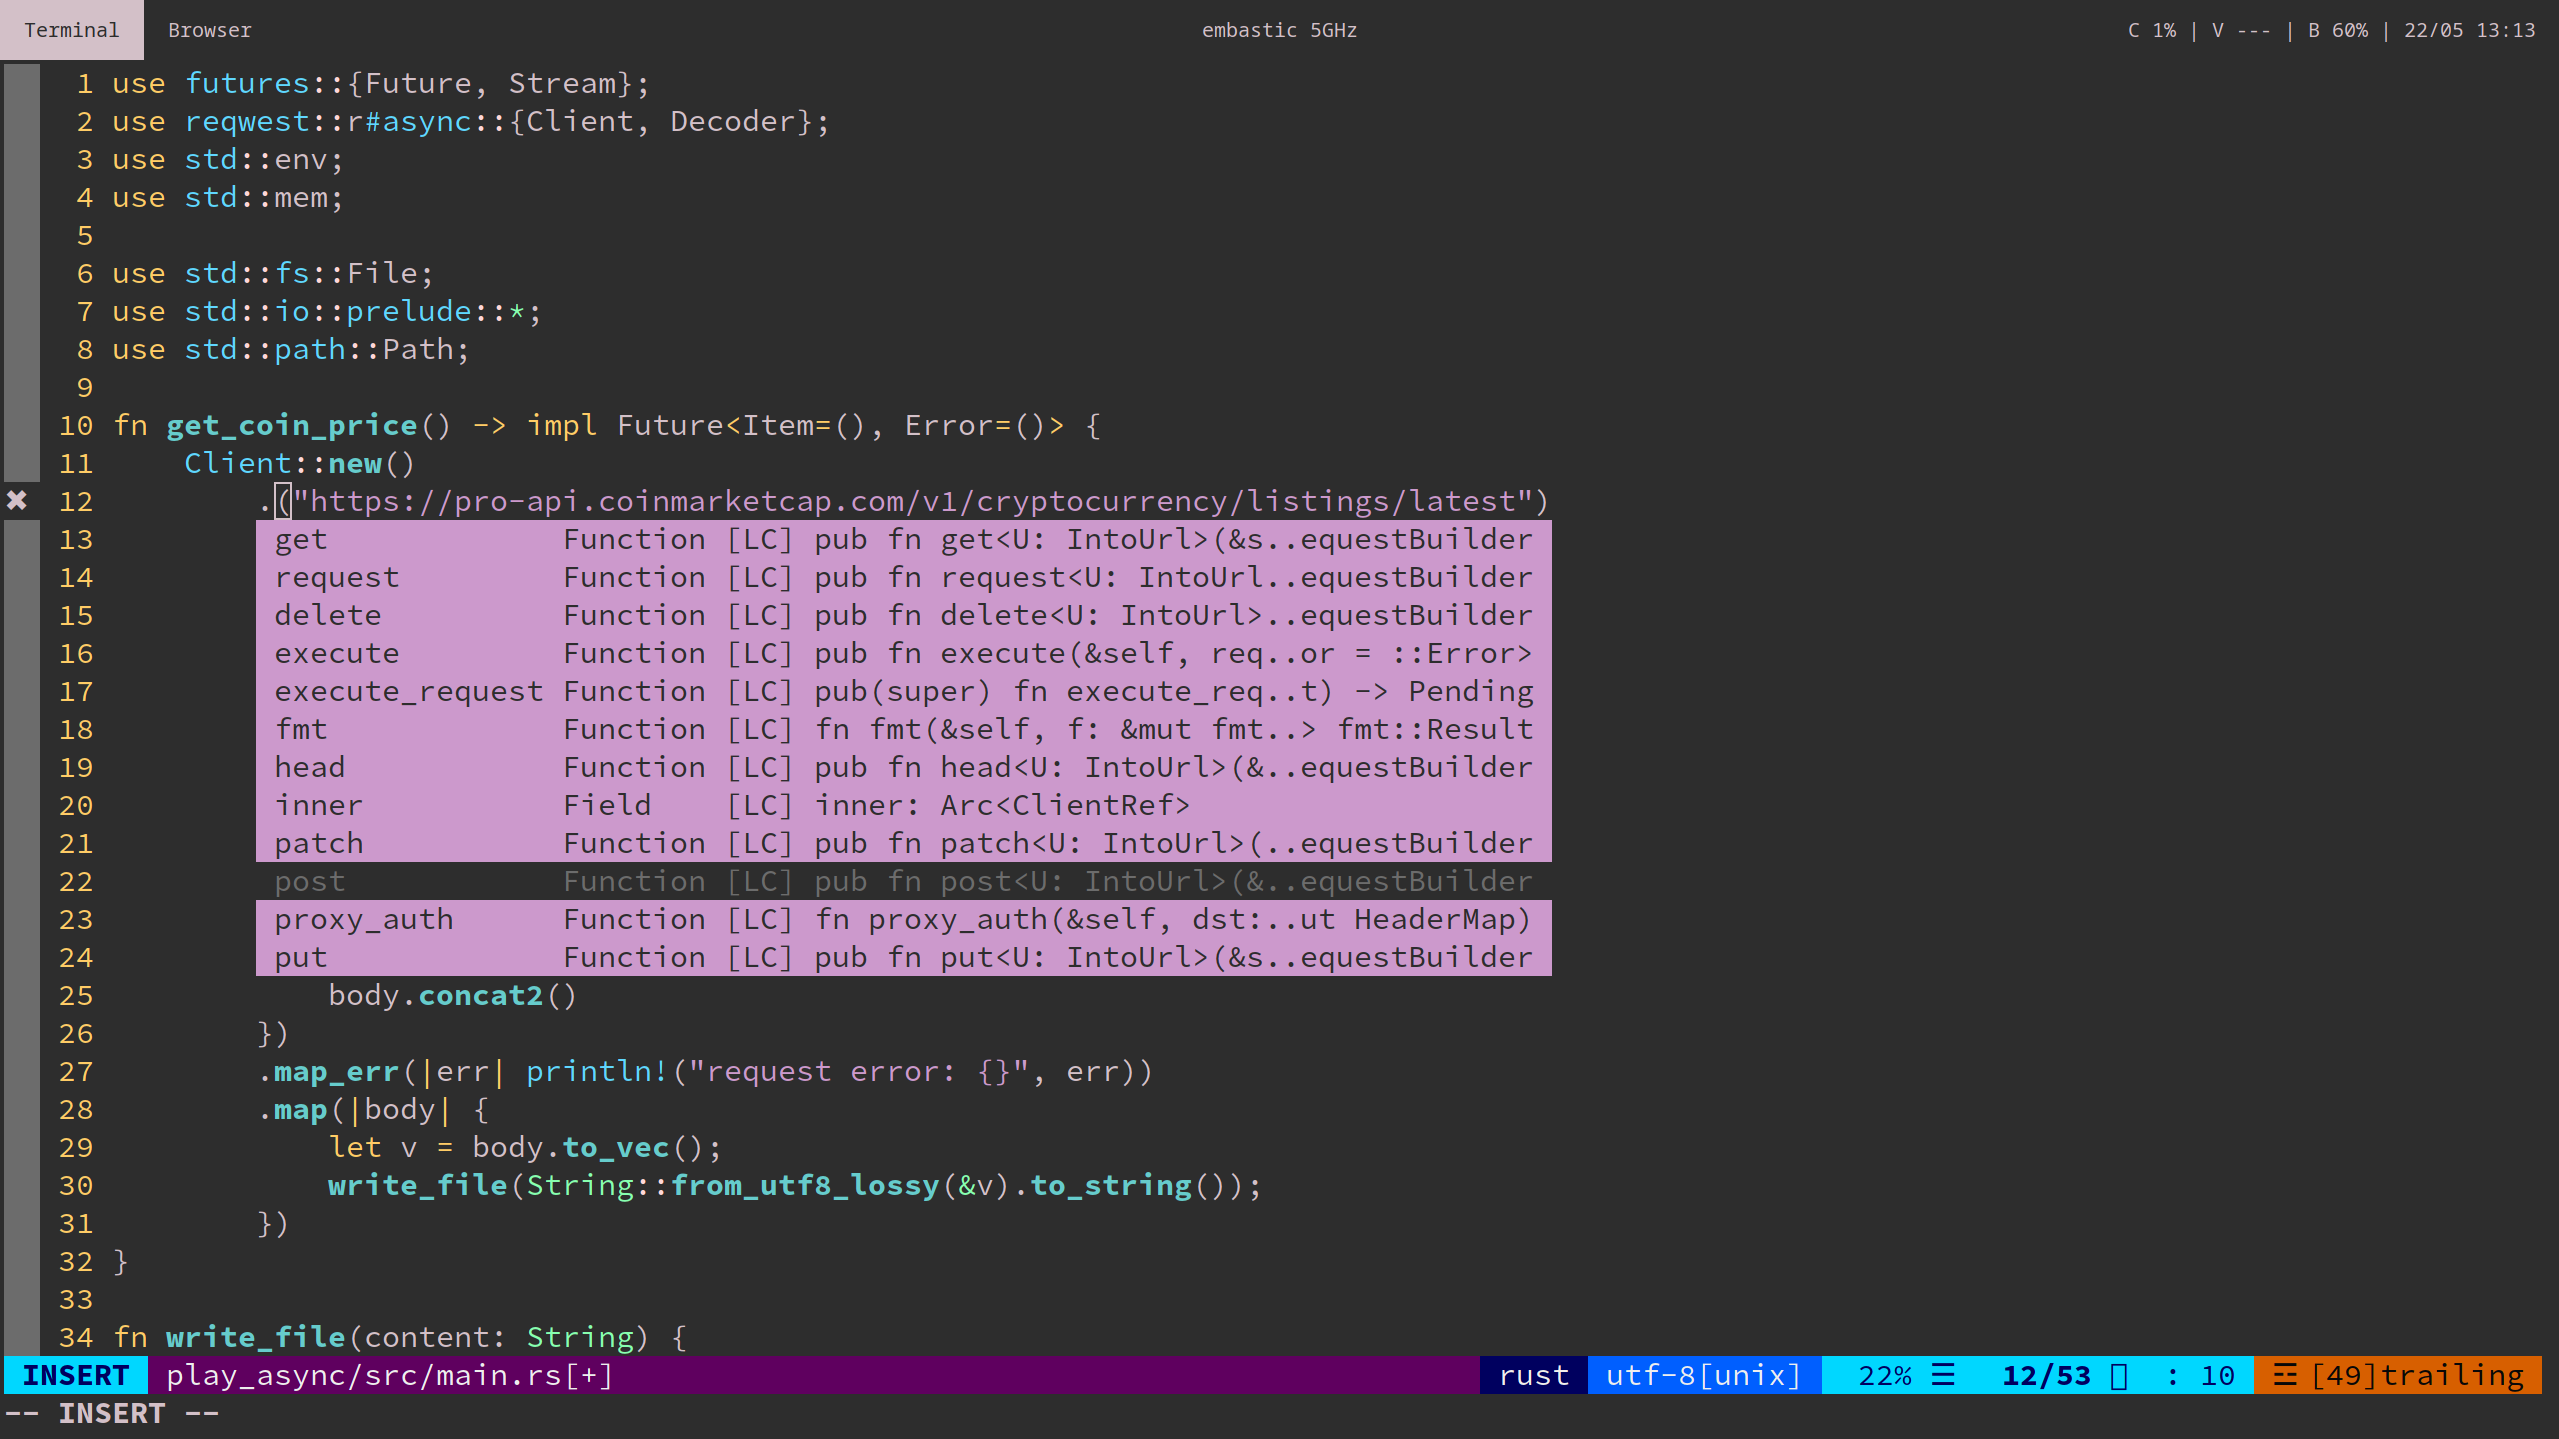 Terminal Browser embastic 5GHz C 1% | V --- | B 60% | 22/05 13:13
1 use futures::{Future, Stream};
2 use reqwest::r#async::{Client, Decoder};
3 use std::env;
4 use std::mem;
5
6 use std::fs::File;
7 use std::io::prelude::*;
8 use std::path::Path;
9
10 fn get_coin_price() -> impl Future<Item=(), Error=()> {
11     Client::new()
✖ 12         .("https://pro-api.coinmarketcap.com/v1/cryptocurrency/listings/latest")
13 get Function [LC] pub fn get<U: IntoUrl>(&s..equestBuilder
14 request Function [LC] pub fn request<U: IntoUrl..equestBuilder
15 delete Function [LC] pub fn delete<U: IntoUrl>..equestBuilder
16 execute Function [LC] pub fn execute(&self, req..or = ::Error>
17 execute_request Function [LC] pub(super) fn execute_req..t) -> Pending
18 fmt Function [LC] fn fmt(&self, f: &mut fmt..> fmt::Result
19 head Function [LC] pub fn head<U: IntoUrl>(&..equestBuilder
20 inner Field [LC] inner: Arc<ClientRef>
21 patch Function [LC] pub fn patch<U: IntoUrl>(..equestBuilder
22 post Function [LC] pub fn post<U: IntoUrl>(&..equestBuilder
23 proxy_auth Function [LC] fn proxy_auth(&self, dst:..ut HeaderMap)
24 put Function [LC] pub fn put<U: IntoUrl>(&s..equestBuilder
25             body.concat2()
26         })
27         .map_err(|err| println!("request error: {}", err))
28         .map(|body| {
29             let v = body.to_vec();
30             write_file(String::from_utf8_lossy(&v).to_string());
31         })
32 }
33
34 fn write_file(content: String) {
INSERT play_async/src/main.rs[+] rust utf-8[unix] 22% ☰ 12/53 : 10 ☲ [49]trailing
-- INSERT --